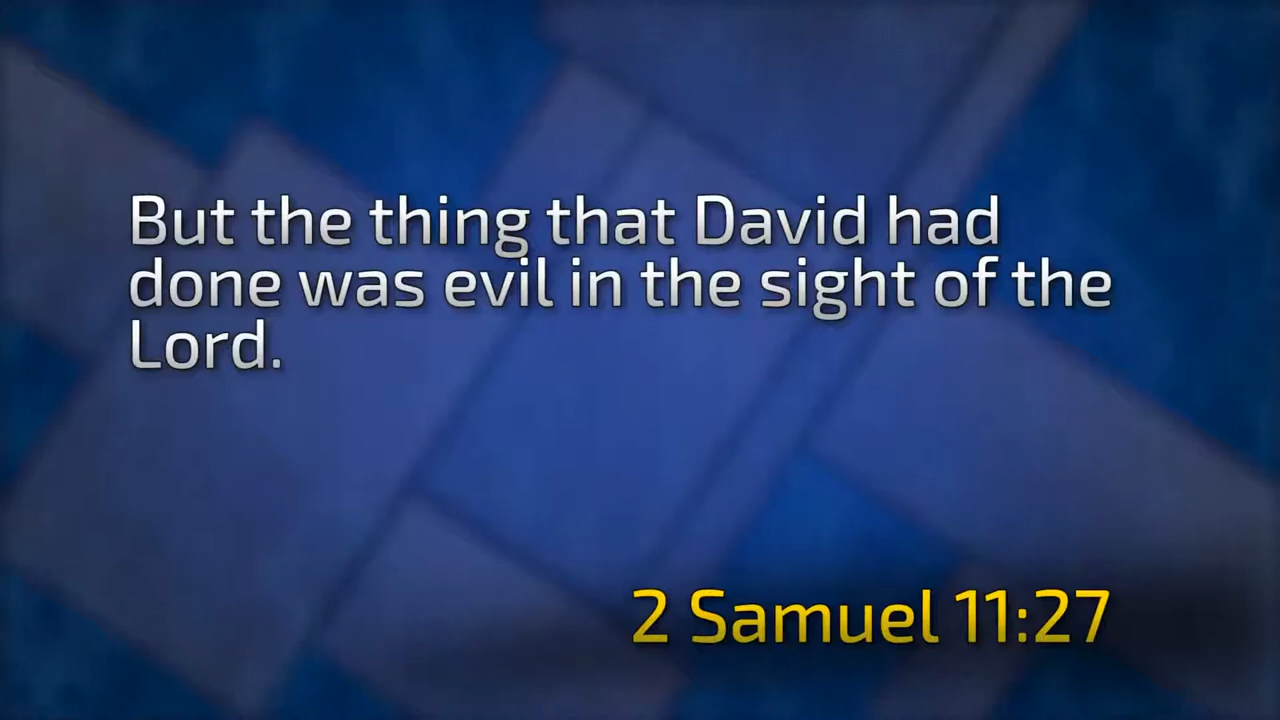 But the thing that David had
done was evil in the sight of the
Lord.
2 Samuel 11:27